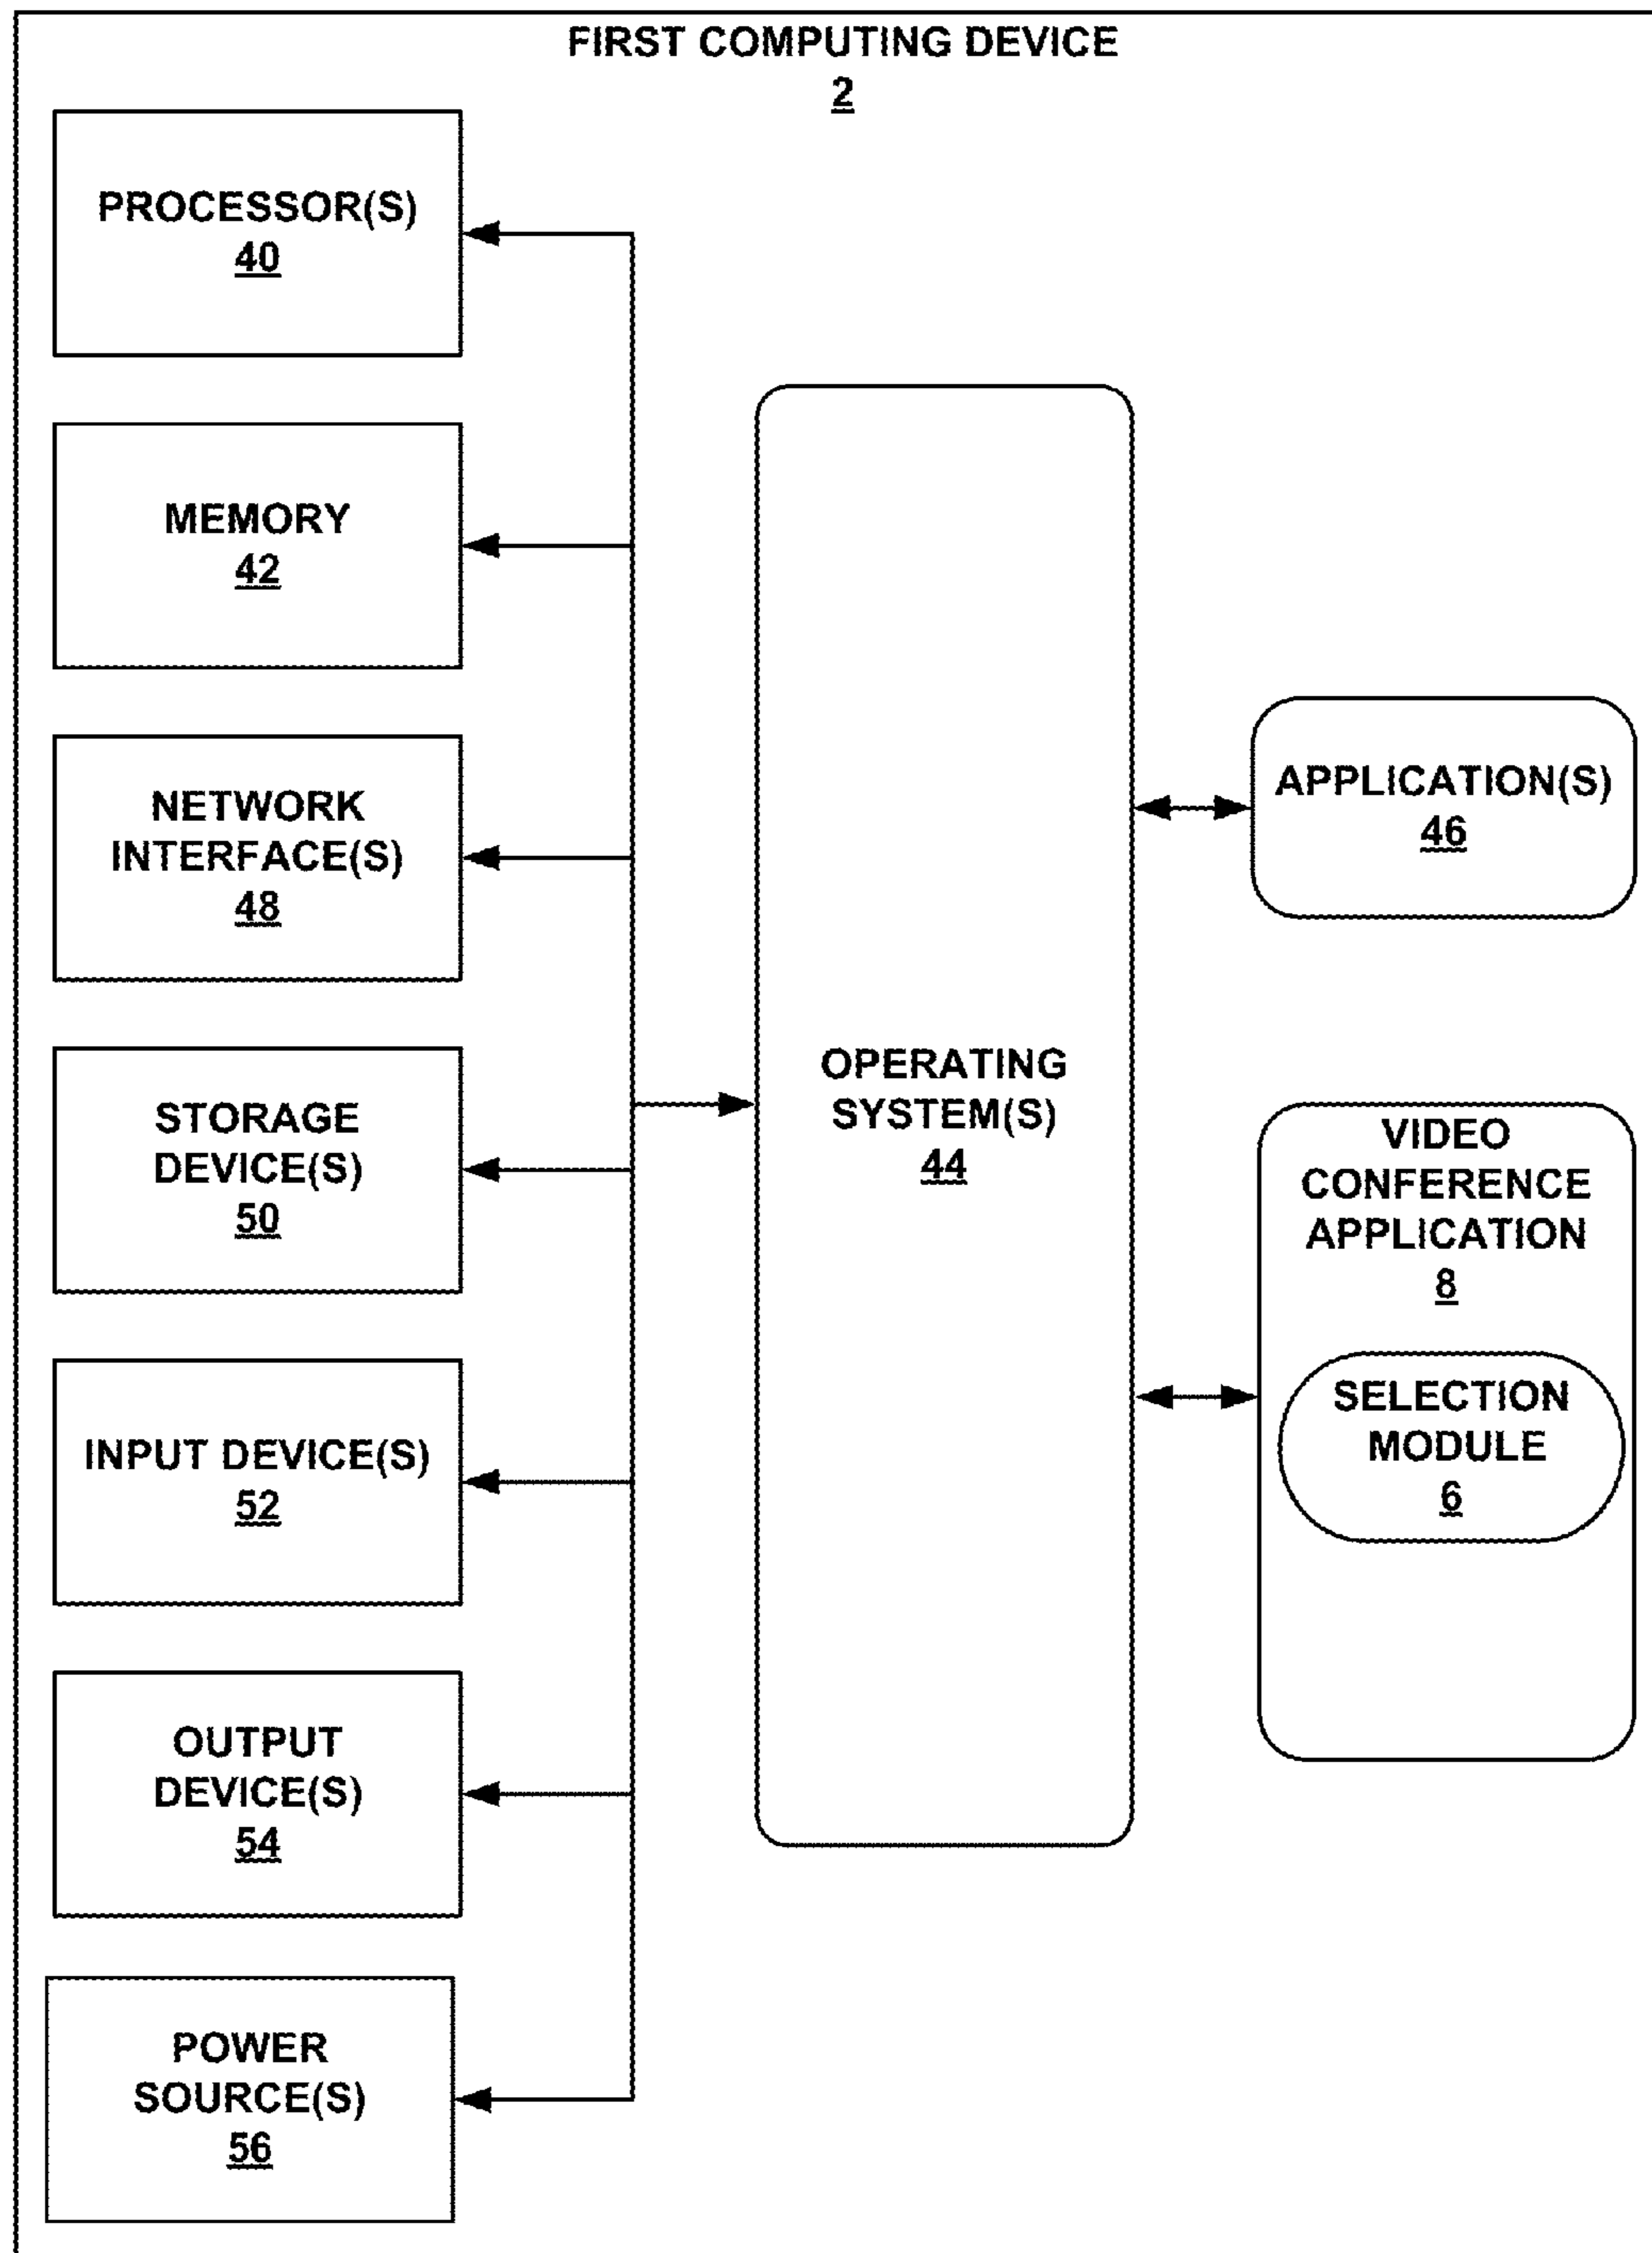 FIRST COMPUTING DEVICE
2
PROCESSOR(S)
40
MEMORY
42
NETWORK
INTERFACE(S)
48
STORAGE
DEVICE(S)
50
INPUT DEVICE(S)
52
OUTPUT
DEVICE(S)
54
POWER
SOURCE(S)
56
OPERATING
SYSTEM(S)
44
APPLICATION(S)
46
VIDEO
CONFERENCE
APPLICATION
8
SELECTION
MODULE
6